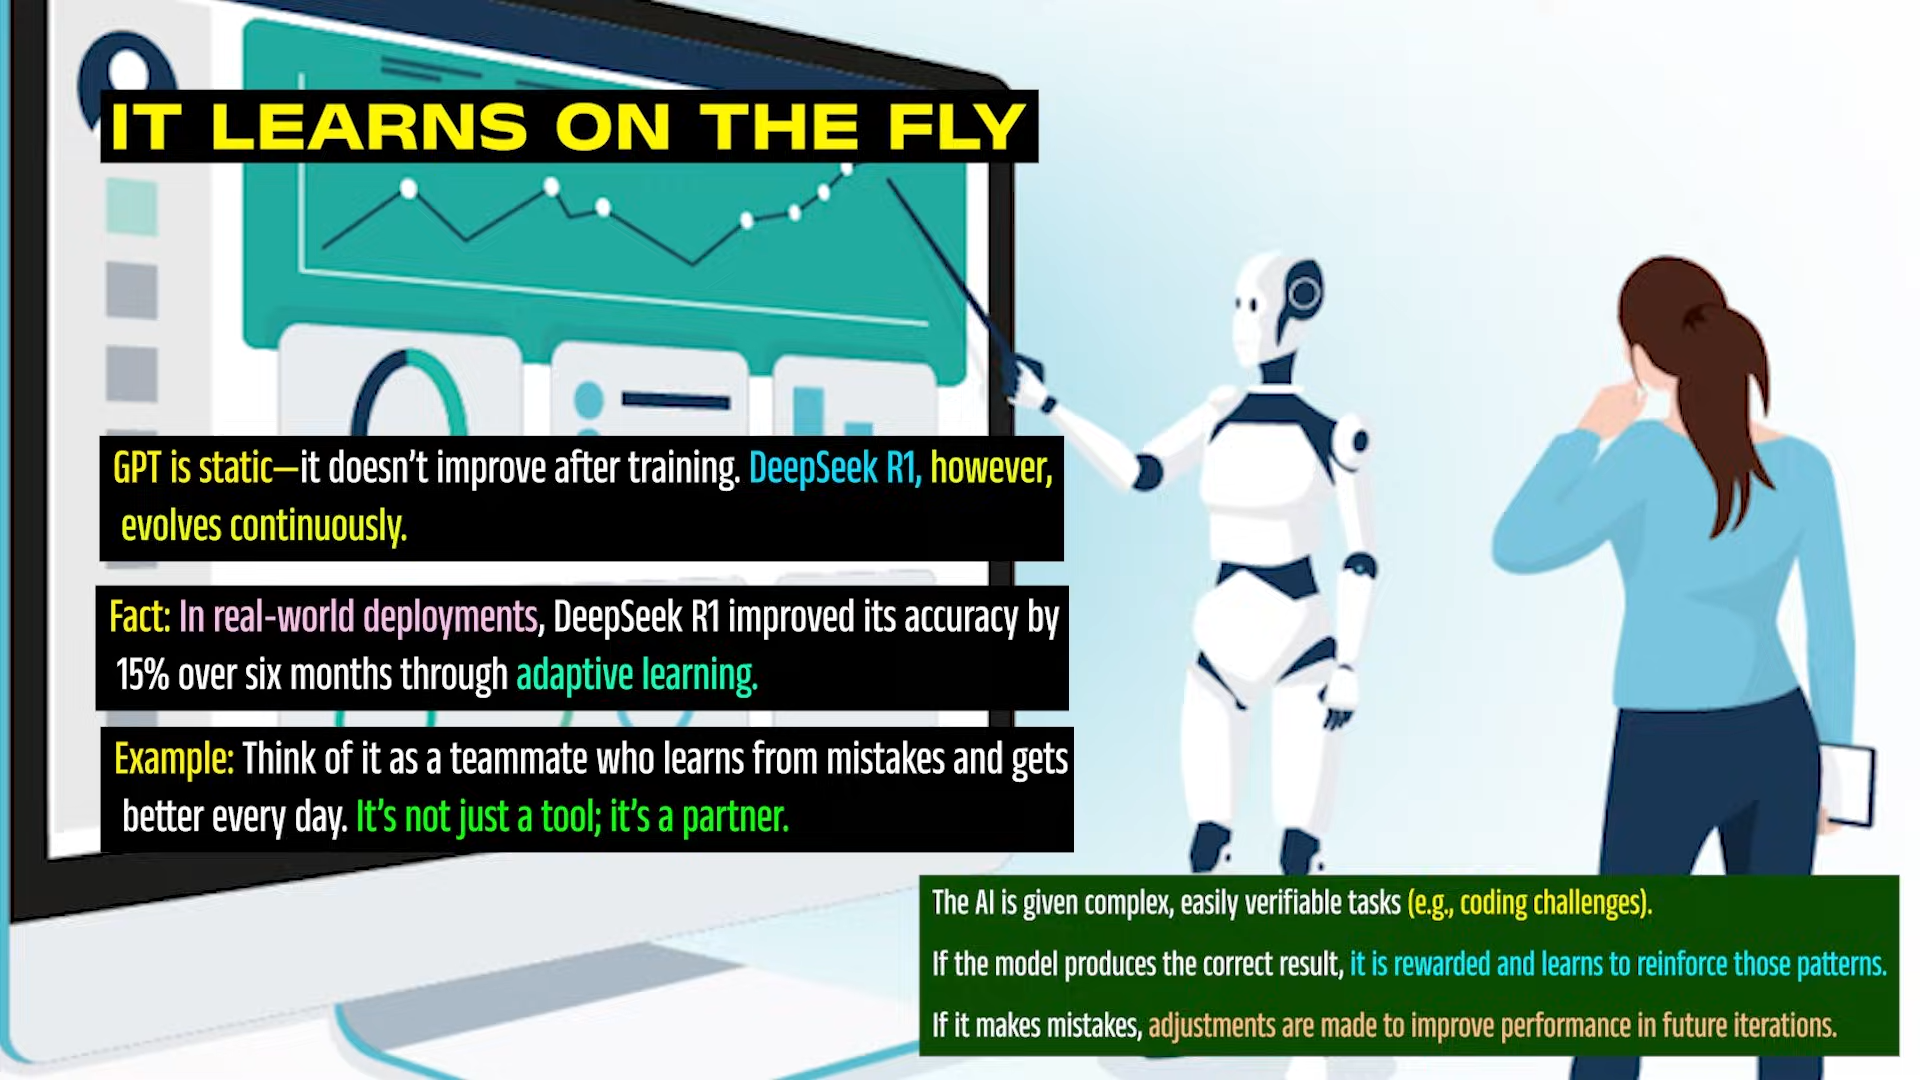 IT LEARNS ON THE FLY
GPT is static—it doesn’t improve after training. DeepSeek R1, however,
evolves continuously.
Fact: In real-world deployments, DeepSeek R1 improved its accuracy by
15% over six months through adaptive learning.
Example: Think of it as a teammate who learns from mistakes and gets
better every day. It’s not just a tool; it’s a partner.
The AI is given complex, easily verifiable tasks (e.g., coding challenges).
If the model produces the correct result, it is rewarded and learns to reinforce those patterns.
If it makes mistakes, adjustments are made to improve performance in future iterations.